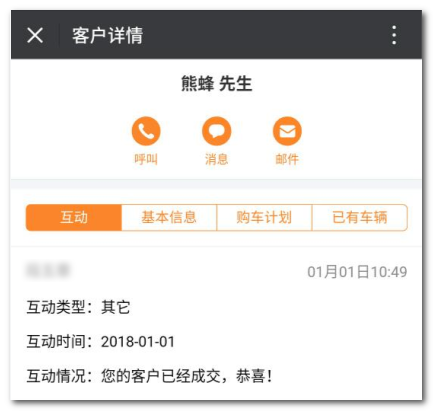 客户详情
熊蜂 先生
呼叫 消息 邮件
互动 基本信息 购车计划 已有车辆
01月01日10:49
互动类型：其它
互动时间：2018-01-01
互动情况：您的客户已经成交，恭喜！